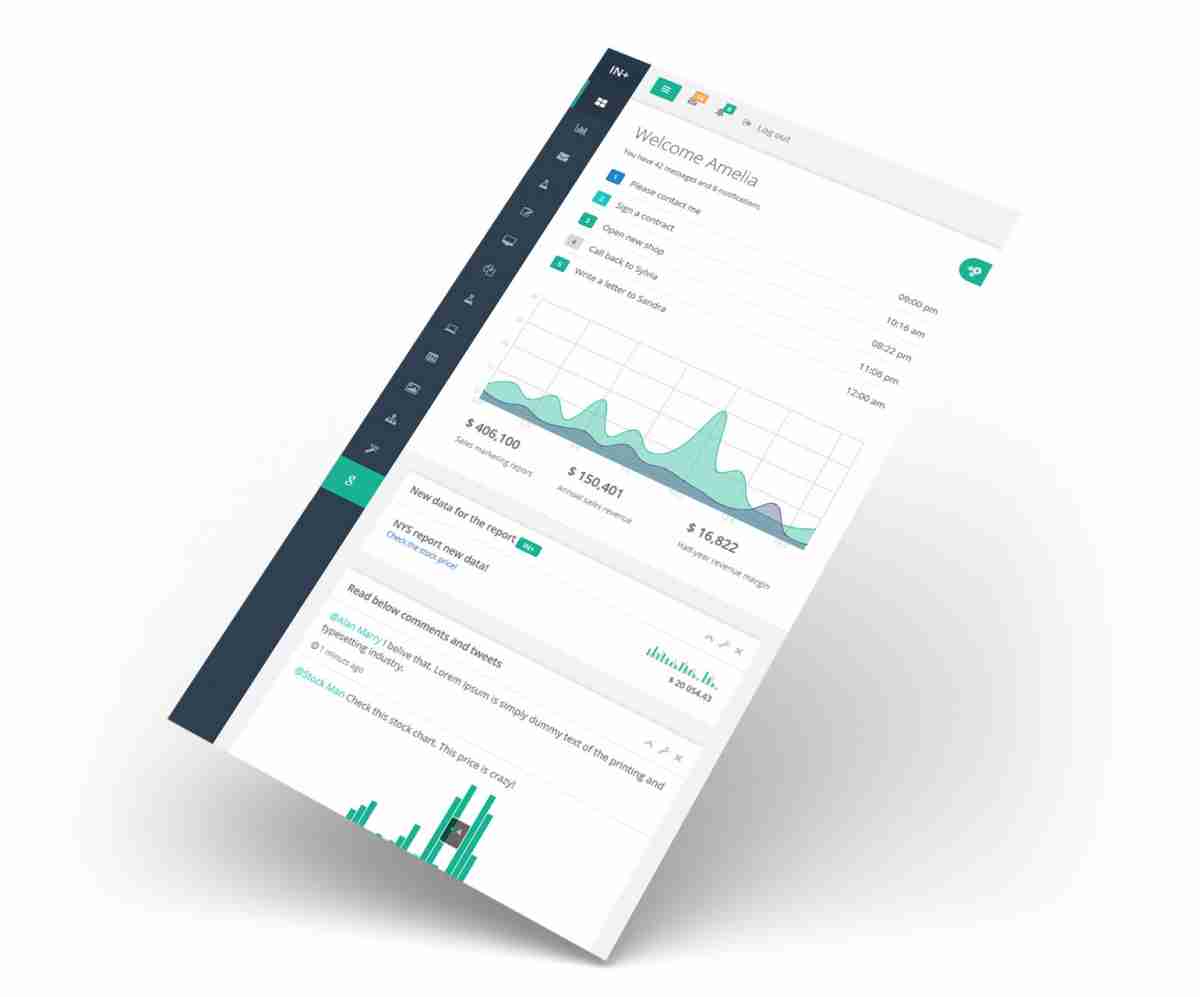 IN+
Log out
Welcome Amelia
You have 42 messages and 6 notifications.
1 Please contact me 09:00 pm
2 Sign a contract 10:16 am
3 Open new shop 08:22 pm
4 Call back to Sylvia 11:06 pm
5 Write a letter to Sandra 12:00 am
$ 406,100
Sales marketing report
$ 150,401
Annual sales revenue
$ 16,822
Half-year revenue margin
New data for the report IN+
NYS report new data!
Check the stock price!
$ 20 054.43
Read below comments and tweets
@Alan Marry I belive that. Lorem Ipsum is simply dummy text of the printing and
typesetting industry.
1 minuts ago
@Stock Man Check this stock chart. This price is crazy!